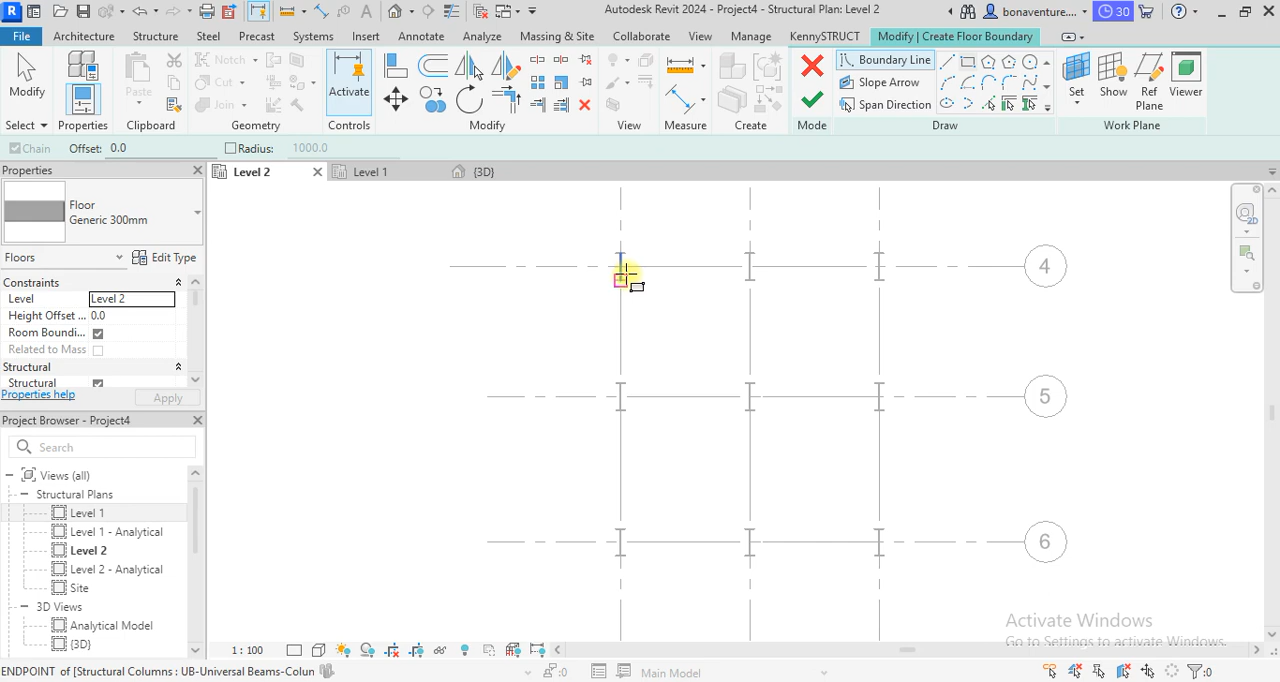 Autodesk Revit 2024 - Project4 - Structural Plan: Level 2
bonaventure....
30
File Architecture Structure Steel Precast Systems Insert Annotate Analyze Massing & Site Collaborate View Manage KennySTRUCT Modify | Create Floor Boundary
Modify
Paste
Notch
Cut
Join
Activate
Boundary Line
Slope Arrow
Span Direction
Set Show Ref Plane Viewer
Select Properties Clipboard Geometry Controls Modify View Measure Create Mode Draw Work Plane
Chain Offset: 0.0 Radius: 1000.0
Properties
Level 2 Level 1 {3D}
Floor
Generic 300mm
Floors Edit Type
Constraints
Level Level 2
Height Offset ... 0.0
Room Boundi...
Related to Mass
Structural
Structural
Properties help Apply
Project Browser - Project4
Search
Views (all)
Structural Plans
Level 1
Level 1 - Analytical
Level 2
Level 2 - Analytical
Site
3D Views
Analytical Model
{3D}
4
5
6
2D
Activate Windows
Go to Settings to activate Windows.
1 : 100
ENDPOINT of [Structural Columns : UB-Universal Beams-Colun
:0
Main Model
:0